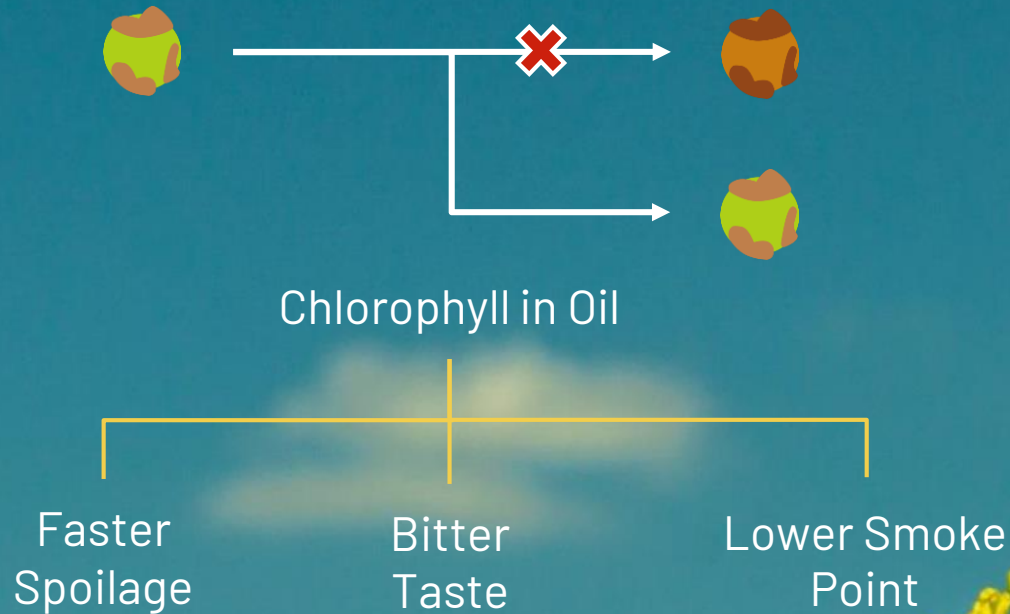 Chlorophyll in Oil
Faster
Spoilage
Bitter
Taste
Lower Smoke
Point